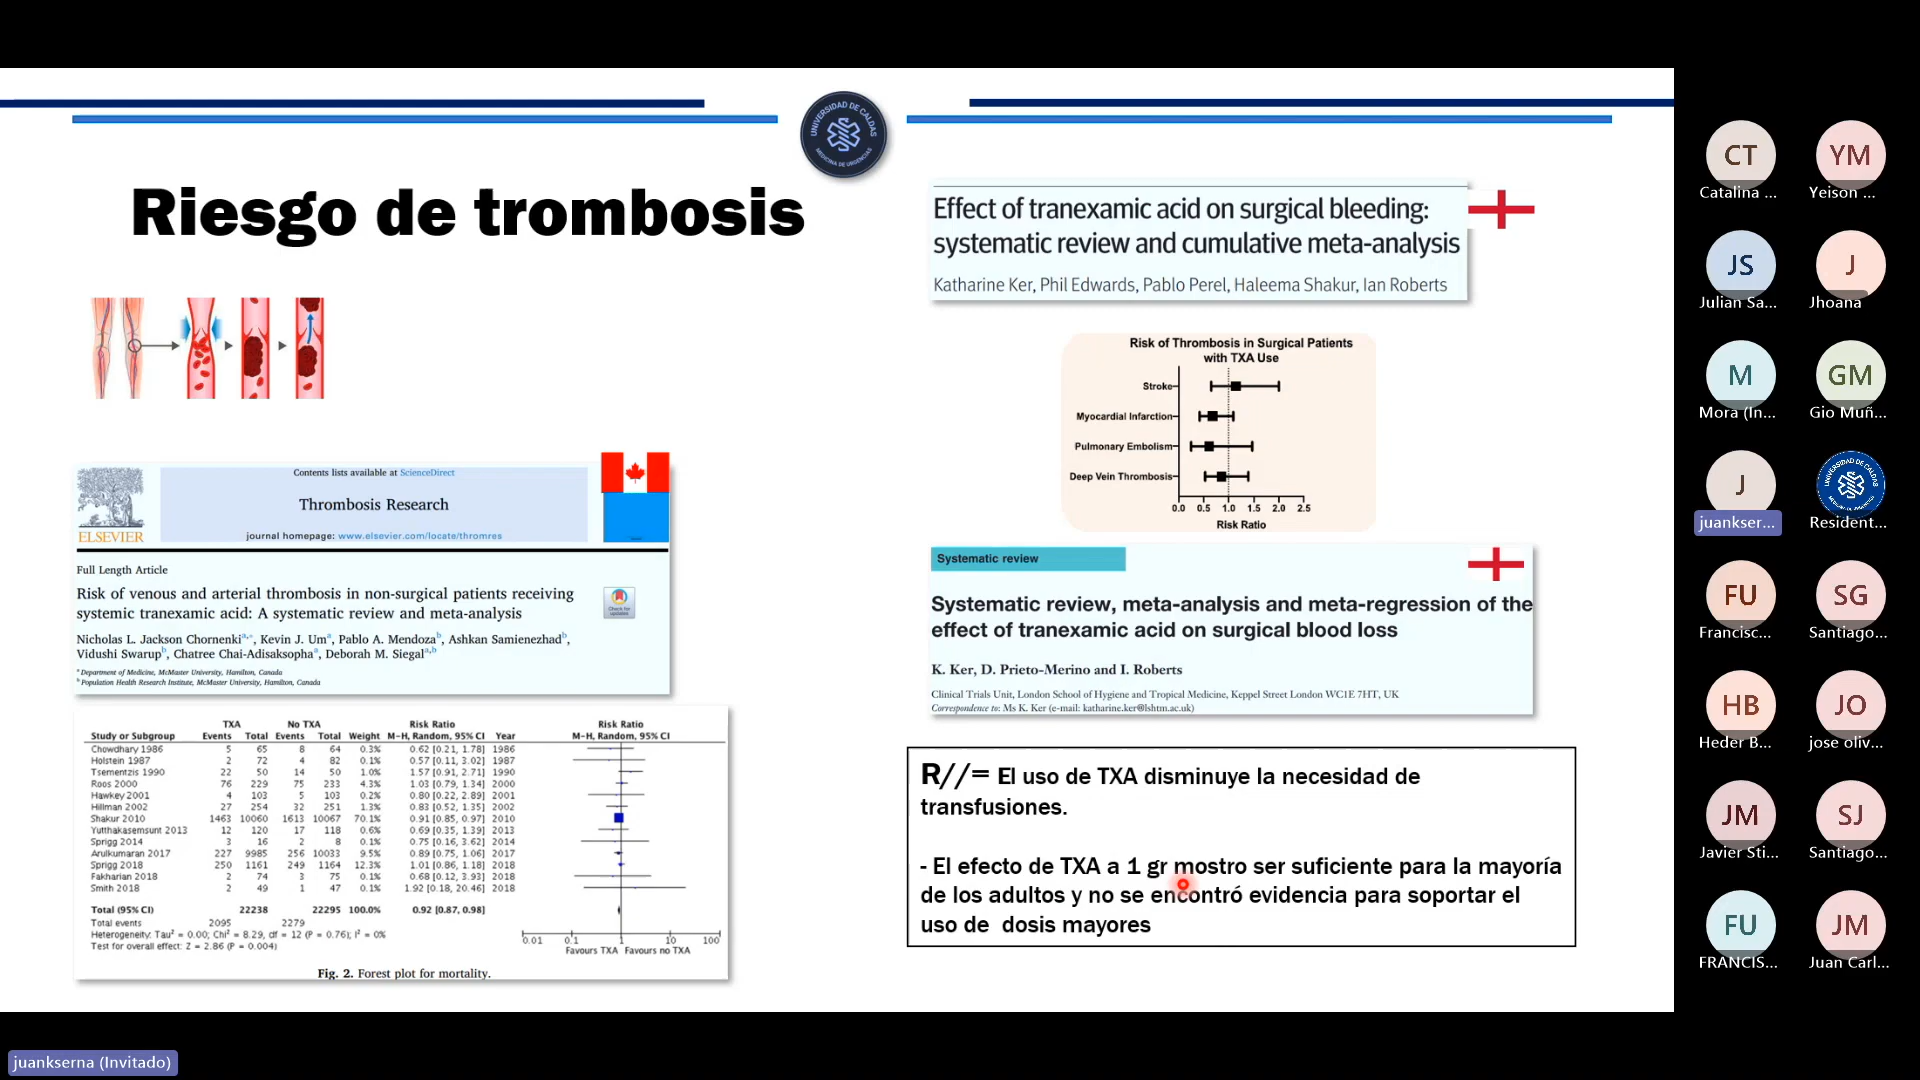 UNIVERSIDAD DE CALDAS
MEDICINA DE URGENCIAS
Riesgo de trombosis
Contents lists available at ScienceDirect
Thrombosis Research
ELSEVIER
journal homepage: www.elsevier.com/locate/thromres
Full Length Article
Risk of venous and arterial thrombosis in non-surgical patients receiving
systemic tranexamic acid: A systematic review and meta-analysis
Check for
updates
Nicholas L. Jackson Chornenkia,⁎, Kevin J. Uma, Pablo A. Mendozab, Ashkan Samienezhadb,
Vidushi Swarupb, Chatree Chai-Adisaksophaa, Deborah M. Siegala,b
a Department of Medicine, McMaster University, Hamilton, Canada
b Population Health Research Institute, McMaster University, Hamilton, Canada
TXA No TXA Risk Ratio Risk Ratio
Study or Subgroup Events Total Events Total Weight M-H, Random, 95% CI Year M-H, Random, 95% CI
Chowdhary 1986 5 65 8 64 0.3% 0.62 [0.21, 1.78] 1986
Holstein 1987 2 72 4 82 0.1% 0.57 [0.11, 3.02] 1987
Tsementzis 1990 22 50 14 50 1.0% 1.57 [0.91, 2.71] 1990
Roos 2000 76 229 75 233 4.3% 1.03 [0.79, 1.34] 2000
Hawkey 2001 4 103 5 103 0.2% 0.80 [0.22, 2.89] 2001
Hillman 2002 27 254 32 251 1.3% 0.83 [0.52, 1.35] 2002
Shakur 2010 1463 10060 1613 10067 70.1% 0.91 [0.85, 0.97] 2010
Yutthakasemsunt 2013 12 120 17 118 0.6% 0.69 [0.35, 1.39] 2013
Sprigg 2014 3 16 2 8 0.1% 0.75 [0.16, 3.62] 2014
Arulkumaran 2017 227 9985 256 10033 9.5% 0.89 [0.75, 1.06] 2017
Sprigg 2018 250 1161 249 1164 12.3% 1.01 [0.86, 1.18] 2018
Fakharian 2018 2 74 3 75 0.1% 0.68 [0.12, 3.93] 2018
Smith 2018 2 49 1 47 0.1% 1.92 [0.18, 20.46] 2018
Total (95% CI) 22238 22295 100.0% 0.92 [0.87, 0.98]
Total events 2095 2279
Heterogeneity: Tau² = 0.00; Chi² = 8.29, df = 12 (P = 0.76); I² = 0%
Test for overall effect: Z = 2.86 (P = 0.004)
0.01 0.1 1 10 100
Favours TXA Favours no TXA
Fig. 2. Forest plot for mortality.
Effect of tranexamic acid on surgical bleeding:
systematic review and cumulative meta-analysis
Katharine Ker, Phil Edwards, Pablo Perel, Haleema Shakur, Ian Roberts
Risk of Thrombosis in Surgical Patients
with TXA Use
Stroke
Myocardial Infarction
Pulmonary Embolism
Deep Vein Thrombosis
0.0 0.5 1.0 1.5 2.0 2.5
Risk Ratio
Systematic review
Systematic review, meta-analysis and meta-regression of the
effect of tranexamic acid on surgical blood loss
K. Ker, D. Prieto-Merino and I. Roberts
Clinical Trials Unit, London School of Hygiene and Tropical Medicine, Keppel Street London WC1E 7HT, UK
Correspondence to: Ms K. Ker (e-mail: katharine.ker@lshtm.ac.uk)
R//= El uso de TXA disminuye la necesidad de
transfusiones.
- El efecto de TXA a 1 gr mostro ser suficiente para la mayoría
de los adultos y no se encontró evidencia para soportar el
uso de dosis mayores
CT YM
Catalina ... Yeison ...
JS J
Julian Sa... Jhoana
M GM
Mora (In... Gio Muñ...
J UNIVERSIDAD DE CALDAS
juankser... Resident...
FU SG
Francisc... Santiago...
HB JO
Heder B... jose oliv...
JM SJ
Javier Sti... Santiago...
FU JM
FRANCIS... Juan Carl...
juankserna (Invitado)